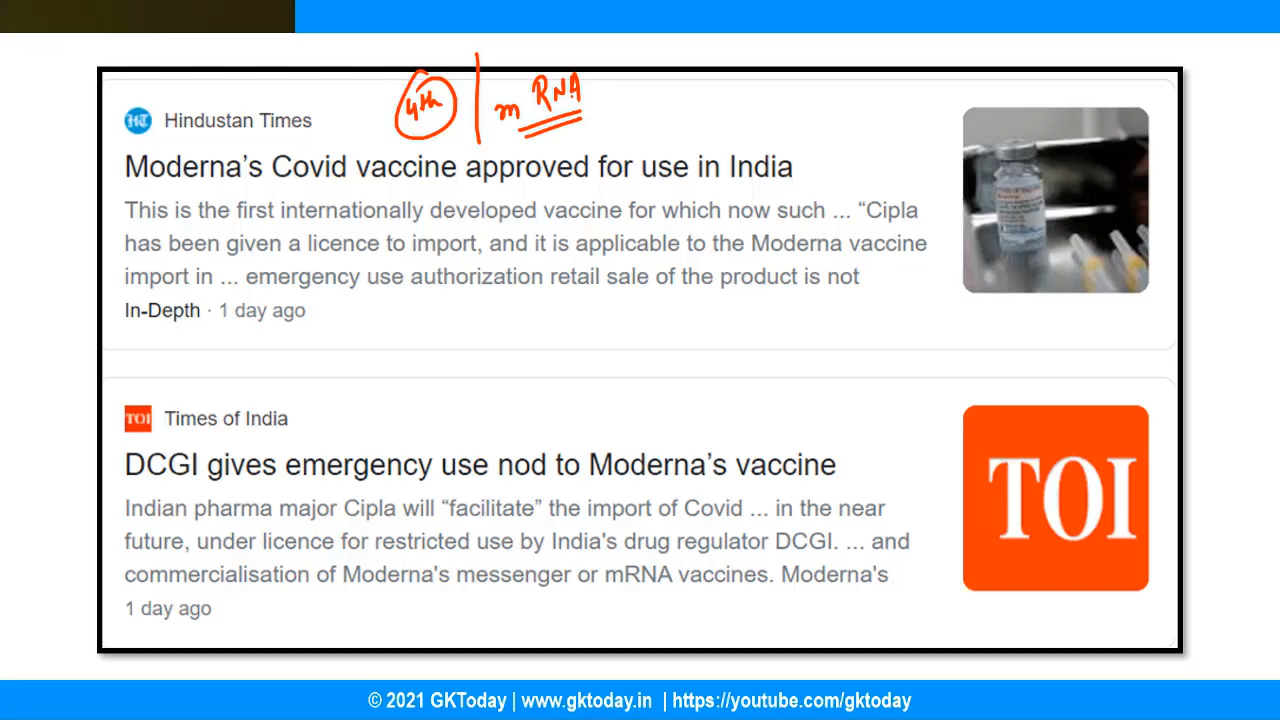 4th | mRNA
HT Hindustan Times
Moderna’s Covid vaccine approved for use in India
This is the first internationally developed vaccine for which now such ... “Cipla
has been given a licence to import, and it is applicable to the Moderna vaccine
import in ... emergency use authorization retail sale of the product is not
In-Depth · 1 day ago
TOI Times of India
DCGI gives emergency use nod to Moderna’s vaccine
Indian pharma major Cipla will “facilitate” the import of Covid ... in the near
future, under licence for restricted use by India's drug regulator DCGI. ... and
commercialisation of Moderna's messenger or mRNA vaccines. Moderna's
1 day ago
TOI
© 2021 GKToday | www.gktoday.in | https://youtube.com/gktoday